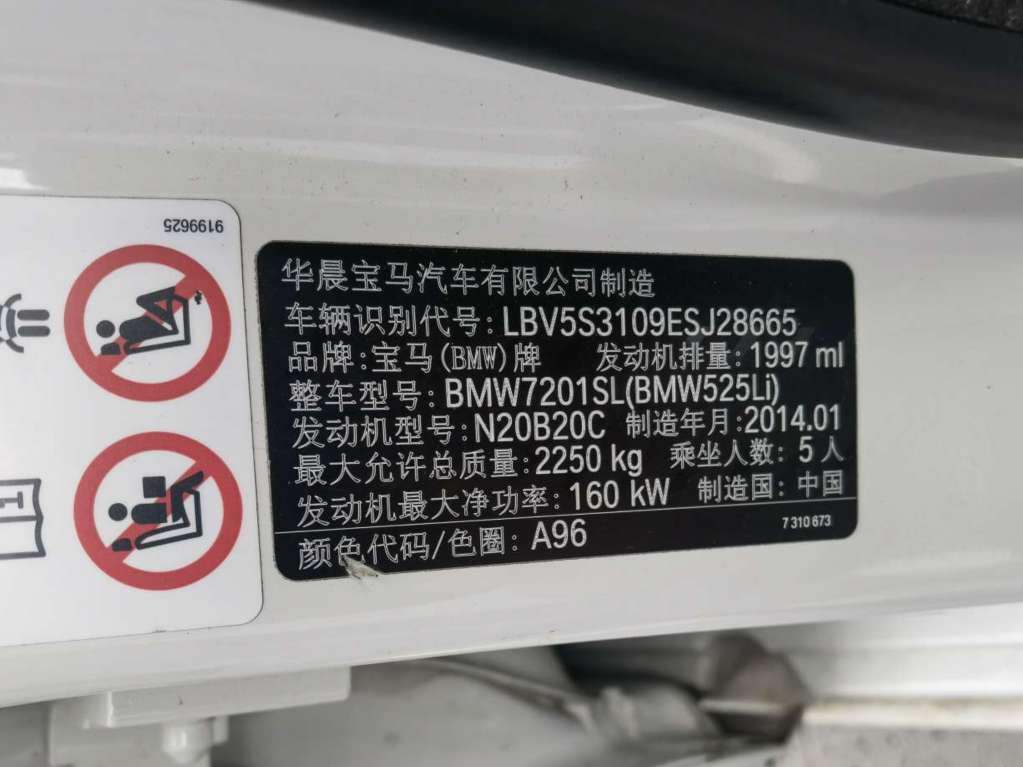 9199625
华晨宝马汽车有限公司制造
车辆识别代号: LBV5S3109ESJ28665
品牌: 宝马(BMW)牌 发动机排量: 1997 ml
整车型号: BMW7201SL(BMW525Li)
发动机型号: N20B20C 制造年月: 2014.01
最大允许总质量: 2250 kg 乘坐人数: 5 人
发动机最大净功率: 160 kW 制造国: 中国
7 310 673
颜色代码/色圈: A96